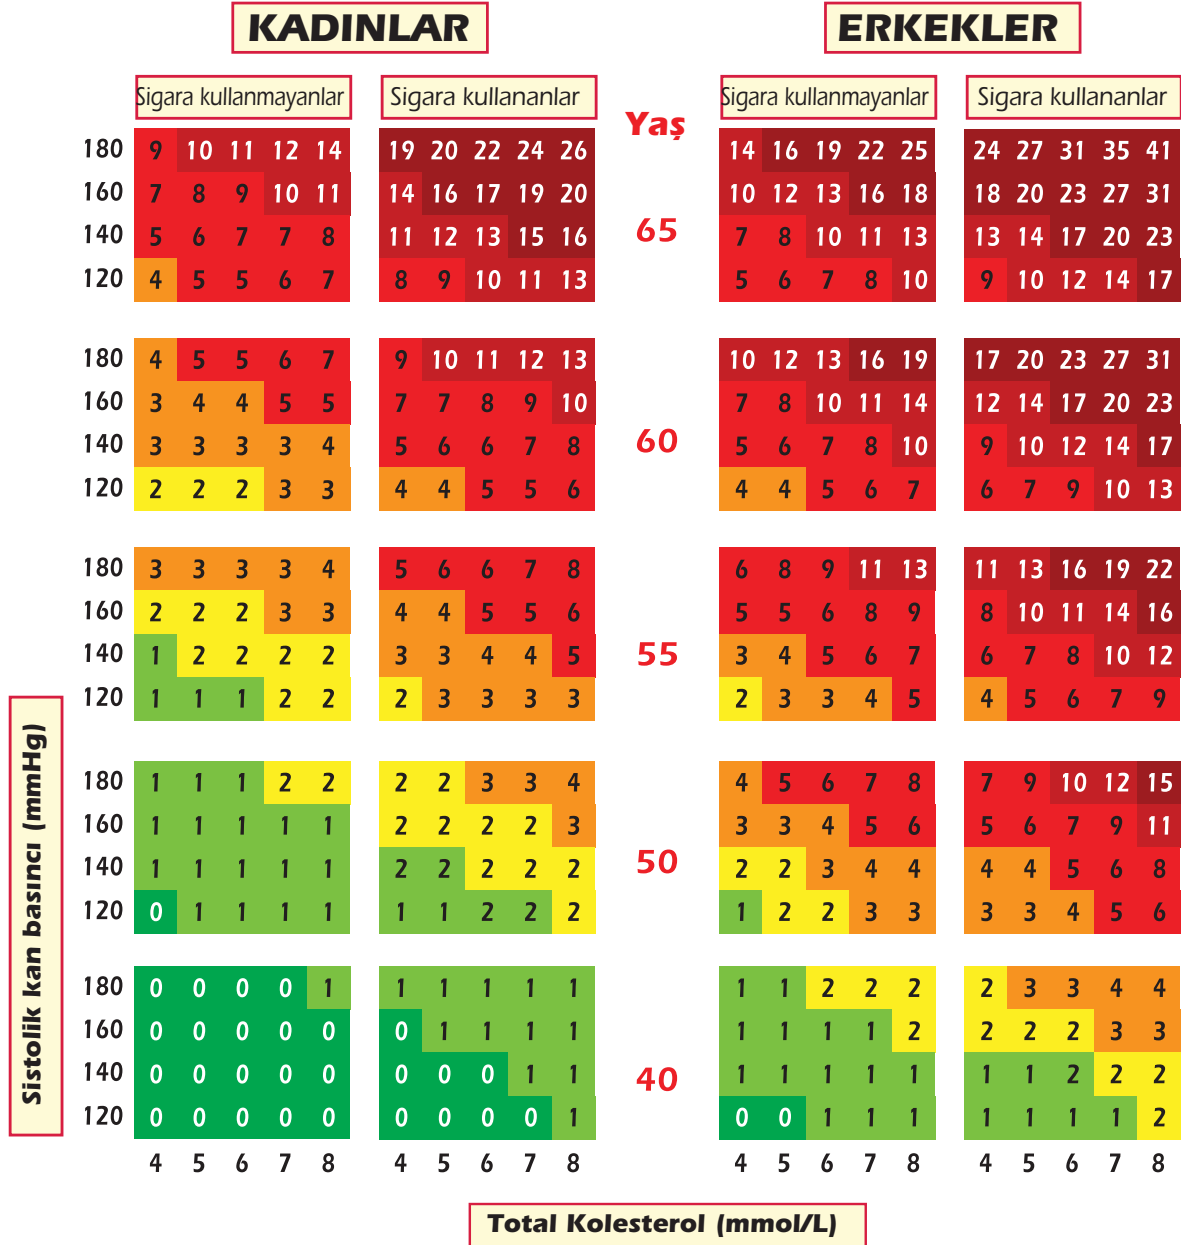 KADINLAR ERKEKLER
Sigara kullanmayanlar Sigara kullananlar Yaş Sigara kullanmayanlar Sigara kullananlar
180 9 10 11 12 14 19 20 22 24 26 14 16 19 22 25 24 27 31 35 41
160 7 8 9 10 11 14 16 17 19 20 10 12 13 16 18 18 20 23 27 31
65
140 5 6 7 7 8 11 12 13 15 16 7 8 10 11 13 13 14 17 20 23
120 4 5 5 6 7 8 9 10 11 13 5 6 7 8 10 9 10 12 14 17
180 4 5 5 6 7 9 10 11 12 13 10 12 13 16 19 17 20 23 27 31
160 3 4 4 5 5 7 7 8 9 10 7 8 10 11 14 12 14 17 20 23
60
140 3 3 3 3 4 5 6 6 7 8 5 6 7 8 10 9 10 12 14 17
120 2 2 2 3 3 4 4 5 5 6 4 4 5 6 7 6 7 9 10 13
180 3 3 3 3 4 5 6 6 7 8 6 8 9 11 13 11 13 16 19 22
160 2 2 2 3 3 4 4 5 5 6 5 5 6 8 9 8 10 11 14 16
55
140 1 2 2 2 2 3 3 4 4 5 3 4 5 6 7 6 7 8 10 12
120 1 1 1 2 2 2 3 3 3 3 2 3 3 4 5 4 5 6 7 9
180 1 1 1 2 2 2 2 3 3 4 4 5 6 7 8 7 9 10 12 15
160 1 1 1 1 1 2 2 2 2 3 3 3 4 5 6 5 6 7 9 11
50
140 1 1 1 1 1 2 2 2 2 2 2 2 3 4 4 4 4 5 6 8
120 0 1 1 1 1 1 1 2 2 2 1 2 2 3 3 3 3 4 5 6
180 0 0 0 0 1 1 1 1 1 1 1 1 2 2 2 2 3 3 4 4
160 0 0 0 0 0 0 1 1 1 1 1 1 1 1 2 2 2 2 3 3
40
140 0 0 0 0 0 0 0 0 1 1 1 1 1 1 1 1 1 2 2 2
120 0 0 0 0 0 0 0 0 0 1 0 0 1 1 1 1 1 1 1 2
4 5 6 7 8 4 5 6 7 8 4 5 6 7 8 4 5 6 7 8
Sistolik kan basıncı (mmHg)
Total Kolesterol (mmol/L)